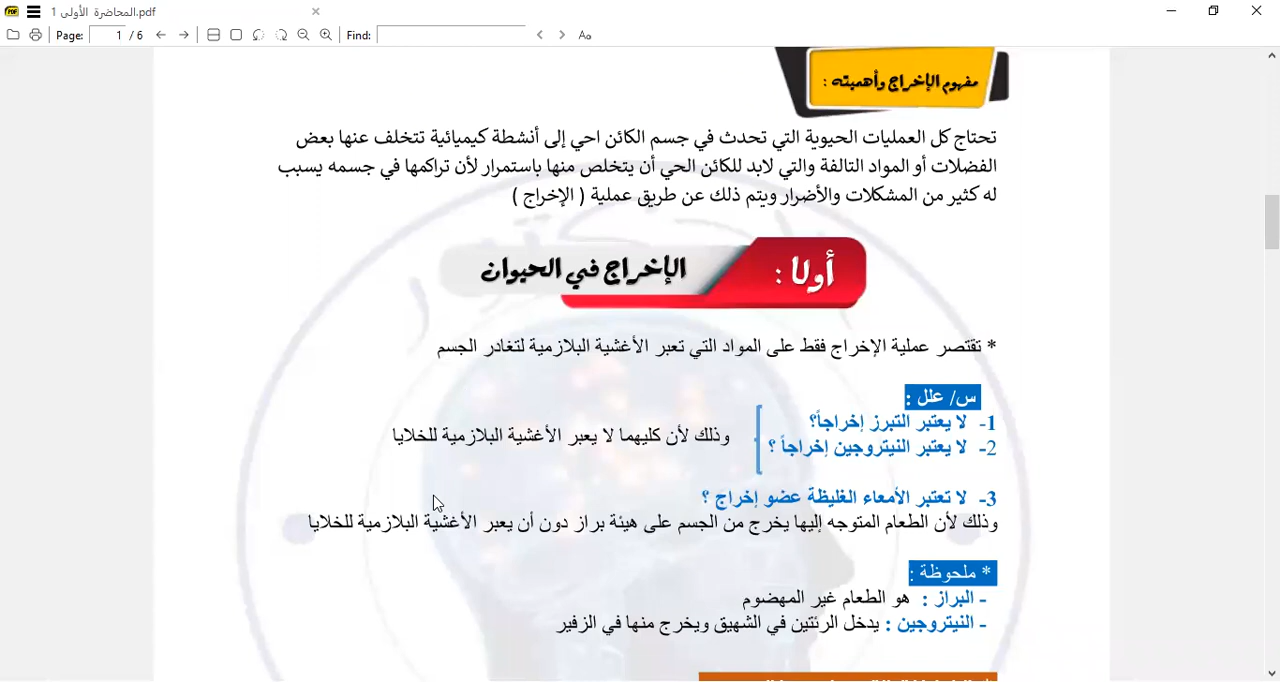 المحاضرة الأولى 1.pdf
Page: 1 / 6 Find: Aa
مفهوم الإخراج وأهميته :
تحتاج كل العمليات الحيوية التي تحدث في جسم الكائن احي إلى أنشطة كيميائية تتخلف عنها بعض
الفضلات أو المواد التالفة والتي لابد للكائن الحي أن يتخلص منها باستمرار لأن تراكمها في جسمه يسبب
له كثير من المشكلات والأضرار ويتم ذلك عن طريق عملية ( الإخراج )
أولا : الإخراج في الحيوان
* تقتصر عملية الإخراج فقط على المواد التي تعبر الأغشية البلازمية لتغادر الجسم
س/ علل :
1- لا يعتبر التبرز إخراجاً؟
2- لا يعتبر النيتروجين إخراجاً ؟
وذلك لأن كليهما لا يعبر الأغشية البلازمية للخلايا
3- لا تعتبر الأمعاء الغليظة عضو إخراج ؟
وذلك لأن الطعام المتوجه إليها يخرج من الجسم على هيئة براز دون أن يعبر الأغشية البلازمية للخلايا
* ملحوظة :
- البراز : هو الطعام غير المهضوم
- النيتروجين : يدخل الرئتين في الشهيق ويخرج منها في الزفير